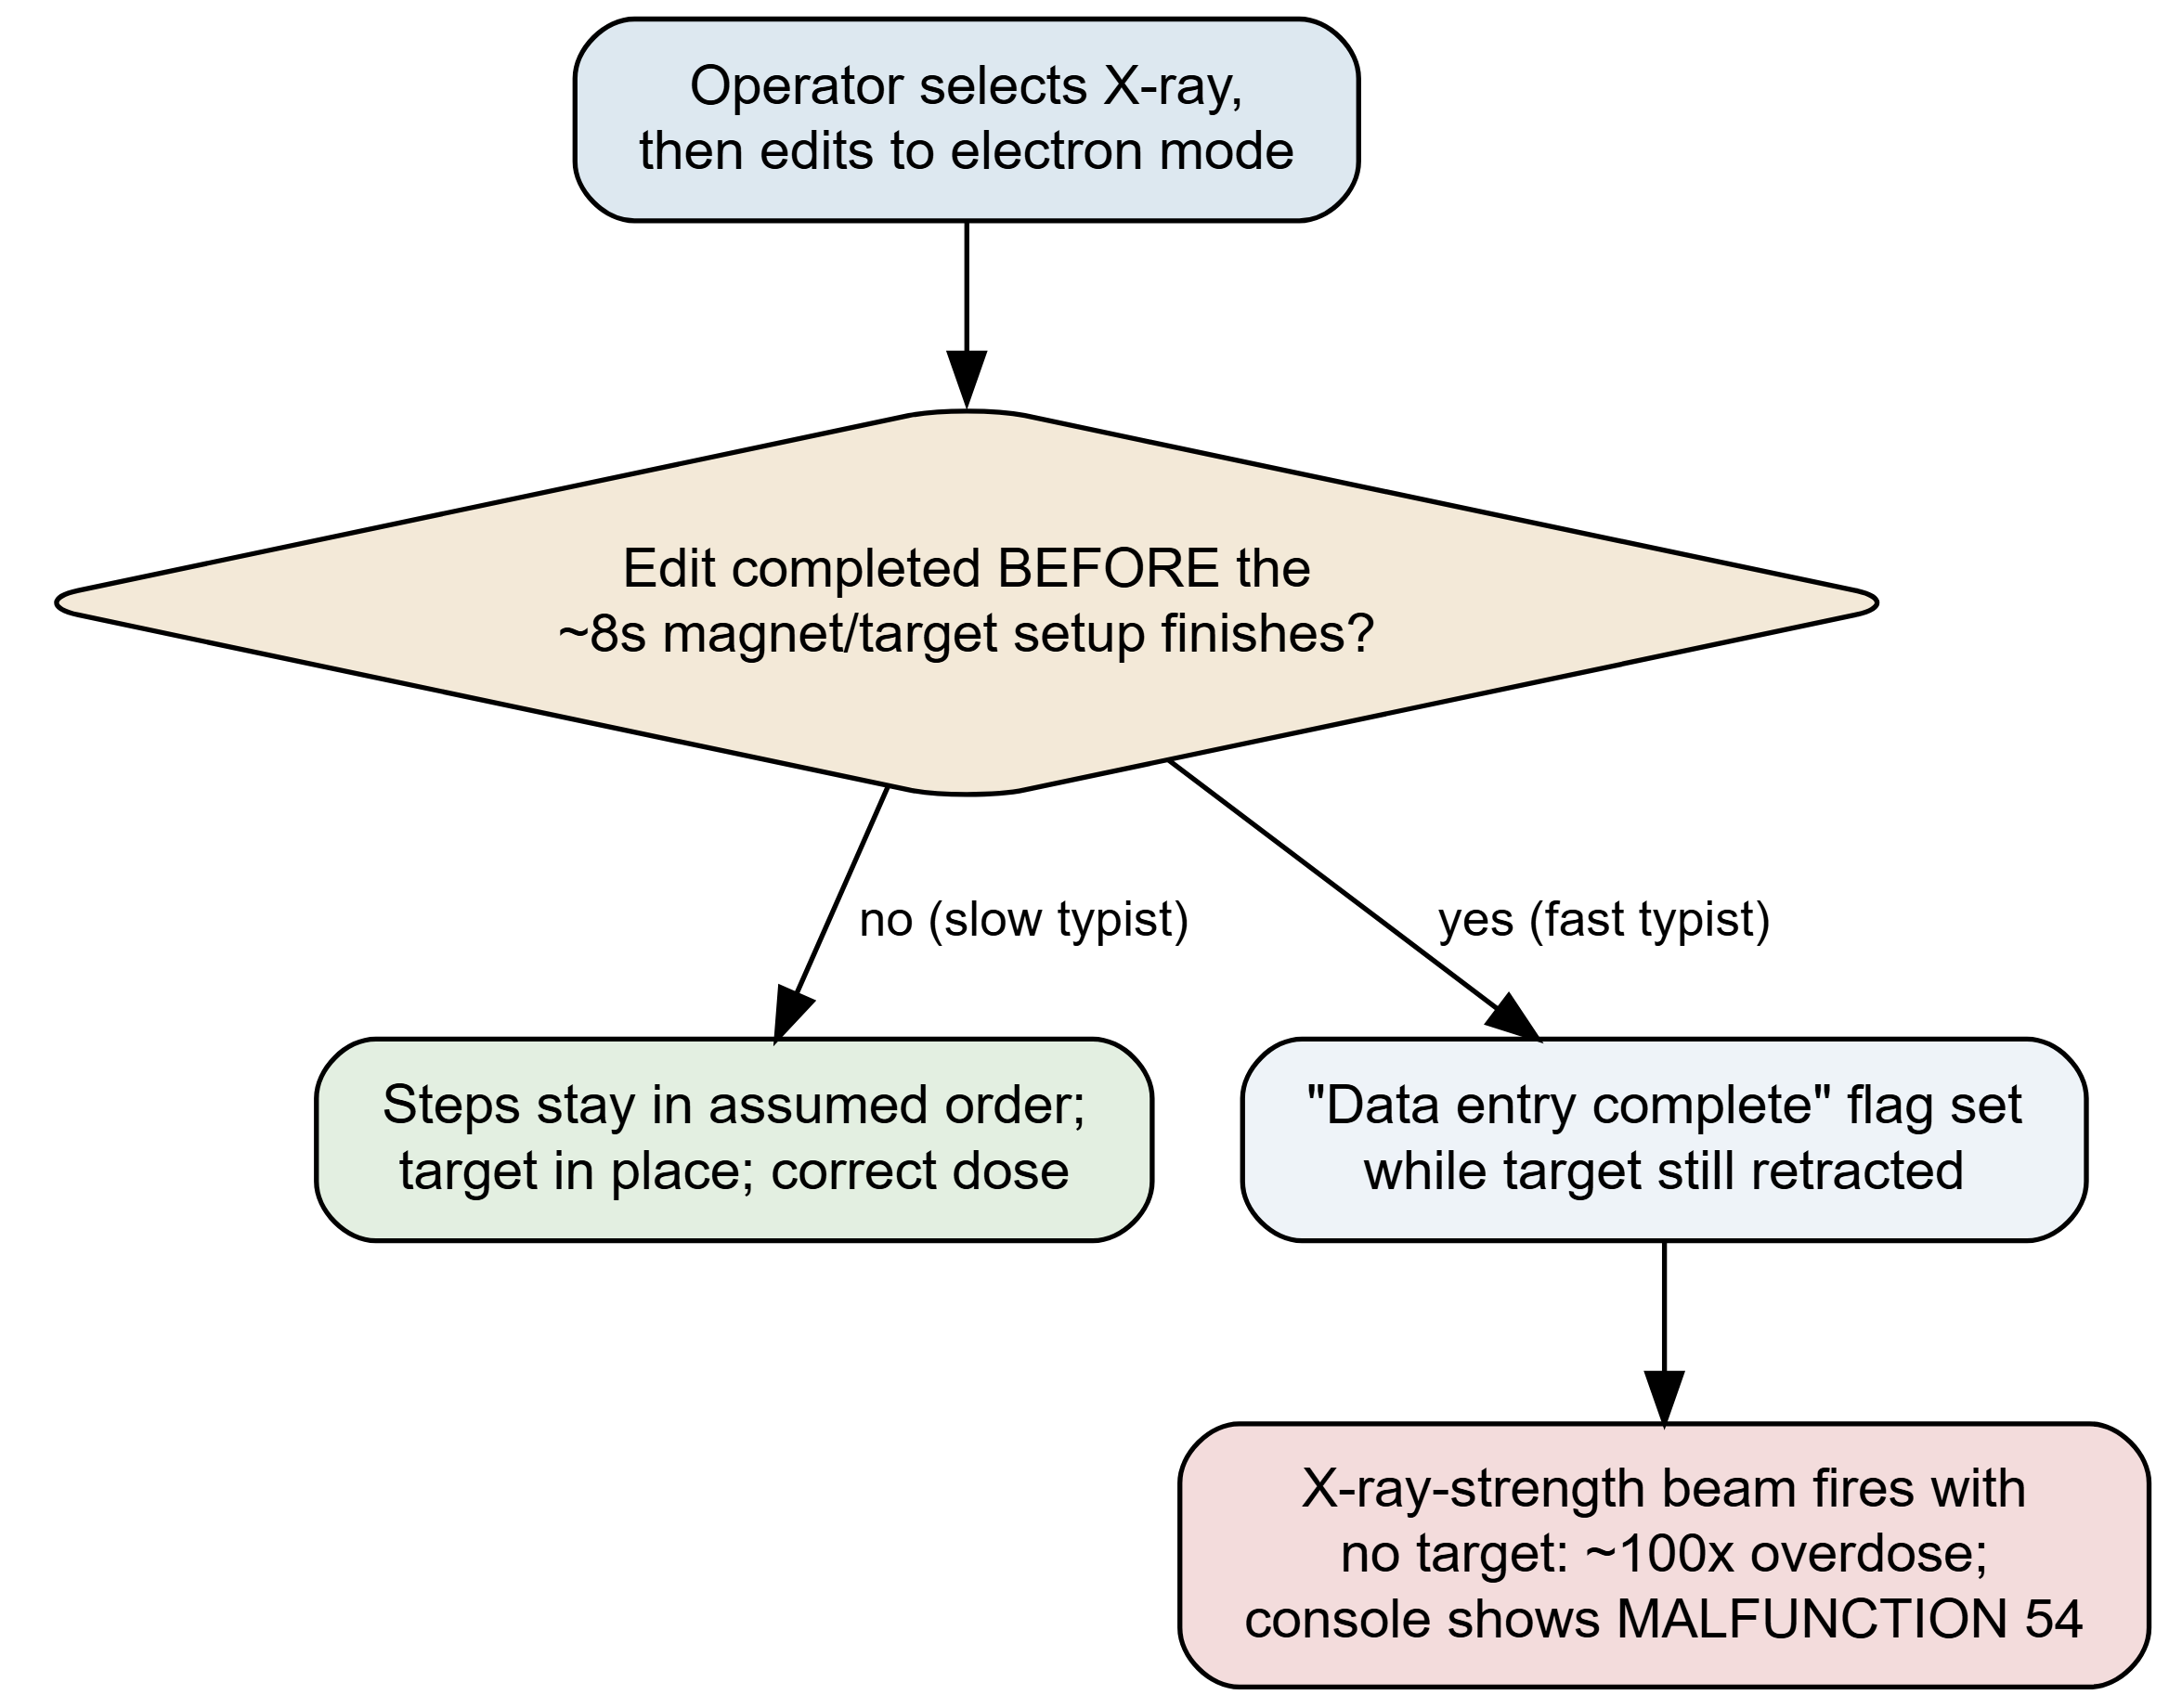 Operator selects X-ray,
then edits to electron mode
Edit completed BEFORE the
~8s magnet/target setup finishes?
no (slow typist)
yes (fast typist)
Steps stay in assumed order;
target in place; correct dose
"Data entry complete" flag set
while target still retracted
X-ray-strength beam fires with
no target: ~100x overdose;
console shows MALFUNCTION 54